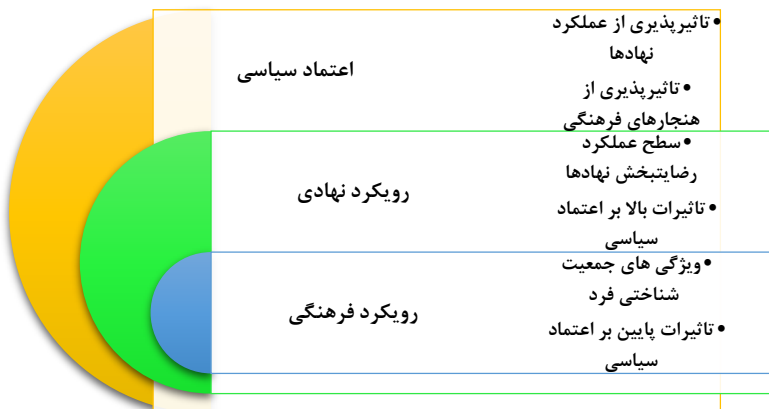 اعتماد سیاسی
•تاثیرپذیری از عملکرد
نهادها
•تاثیرپذیری از
هنجارهای فرهنگی
رویکرد نهادی
•سطح عملکرد
رضایتبخش نهادها
•تاثیرات بالا بر اعتماد
سیاسی
رویکرد فرهنگی
•ویژگی های جمعیت
شناختی فرد
•تاثیرات پایین بر اعتماد
سیاسی